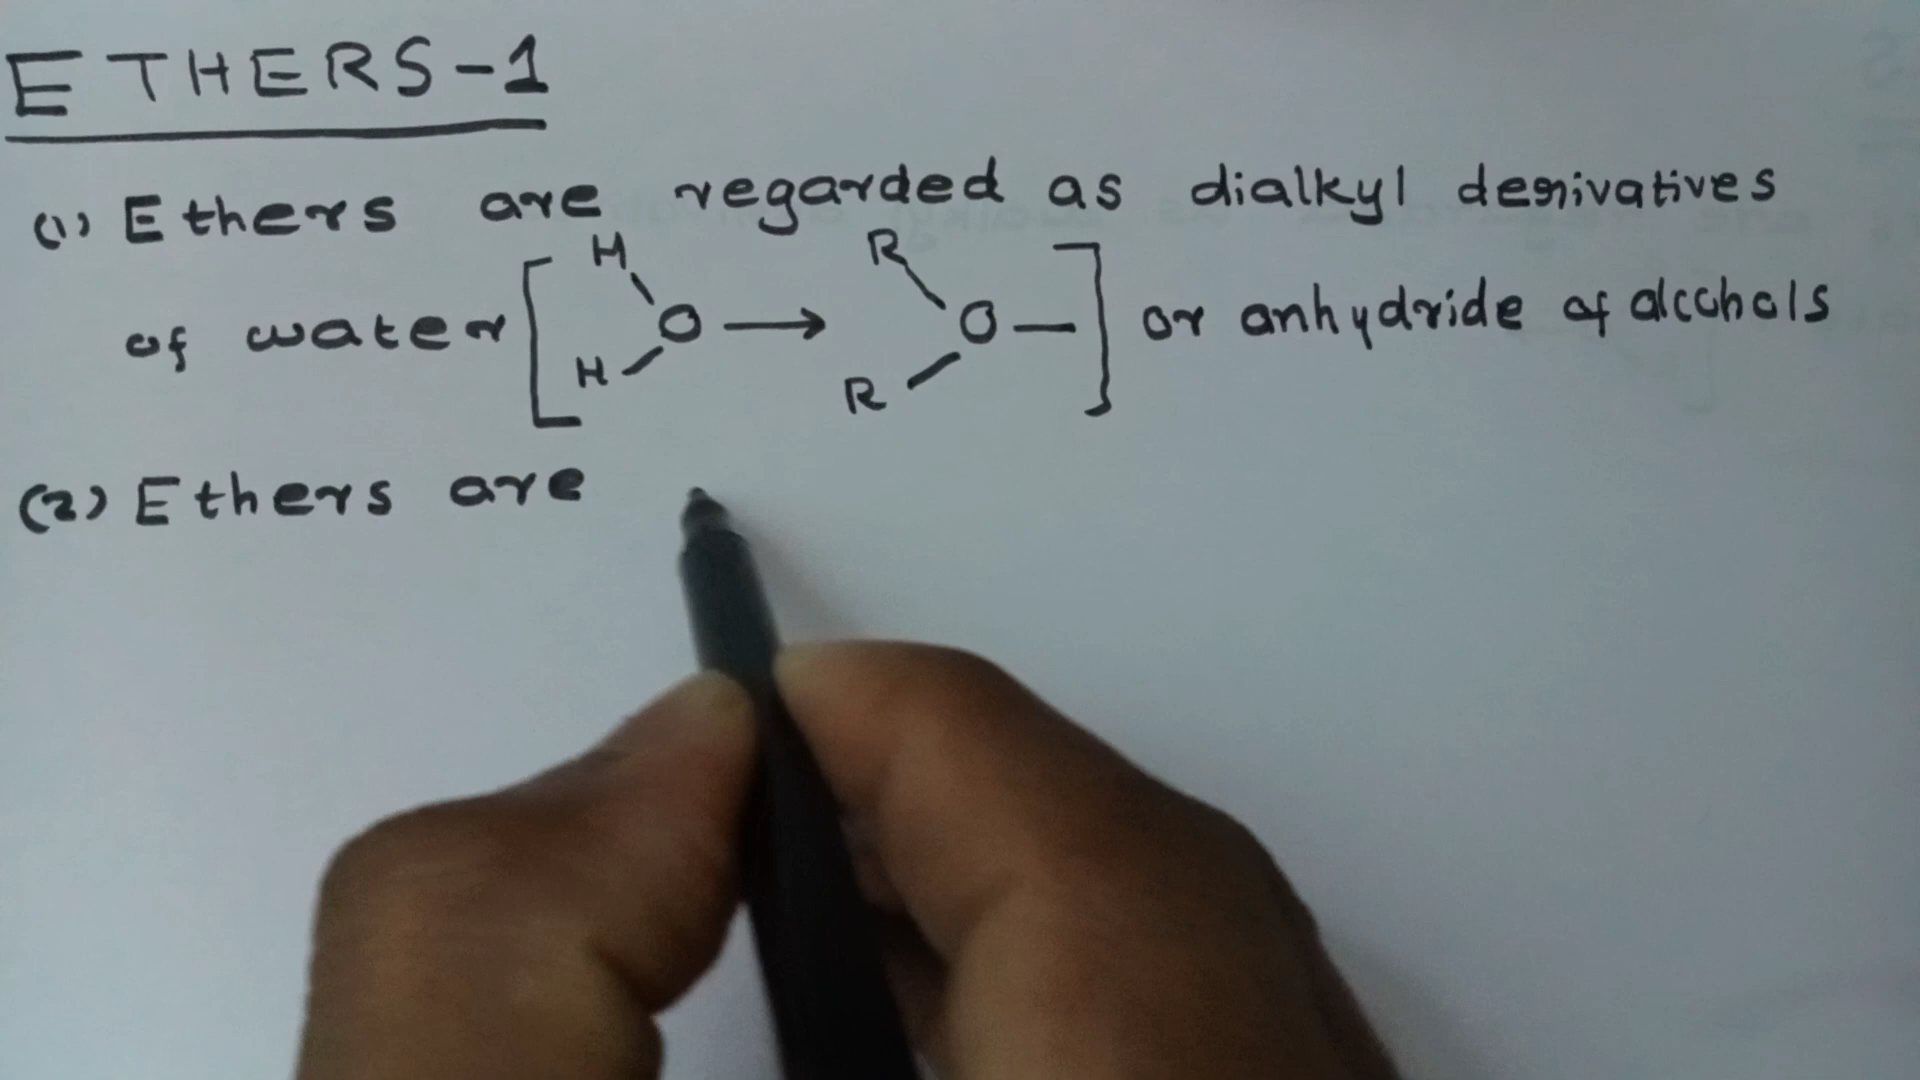 ETHERS-1
(1) Ethers are regarded as dialkyl derivatives
of water [H H O → R R O —] or anhydride of alcohols
(2) Ethers are